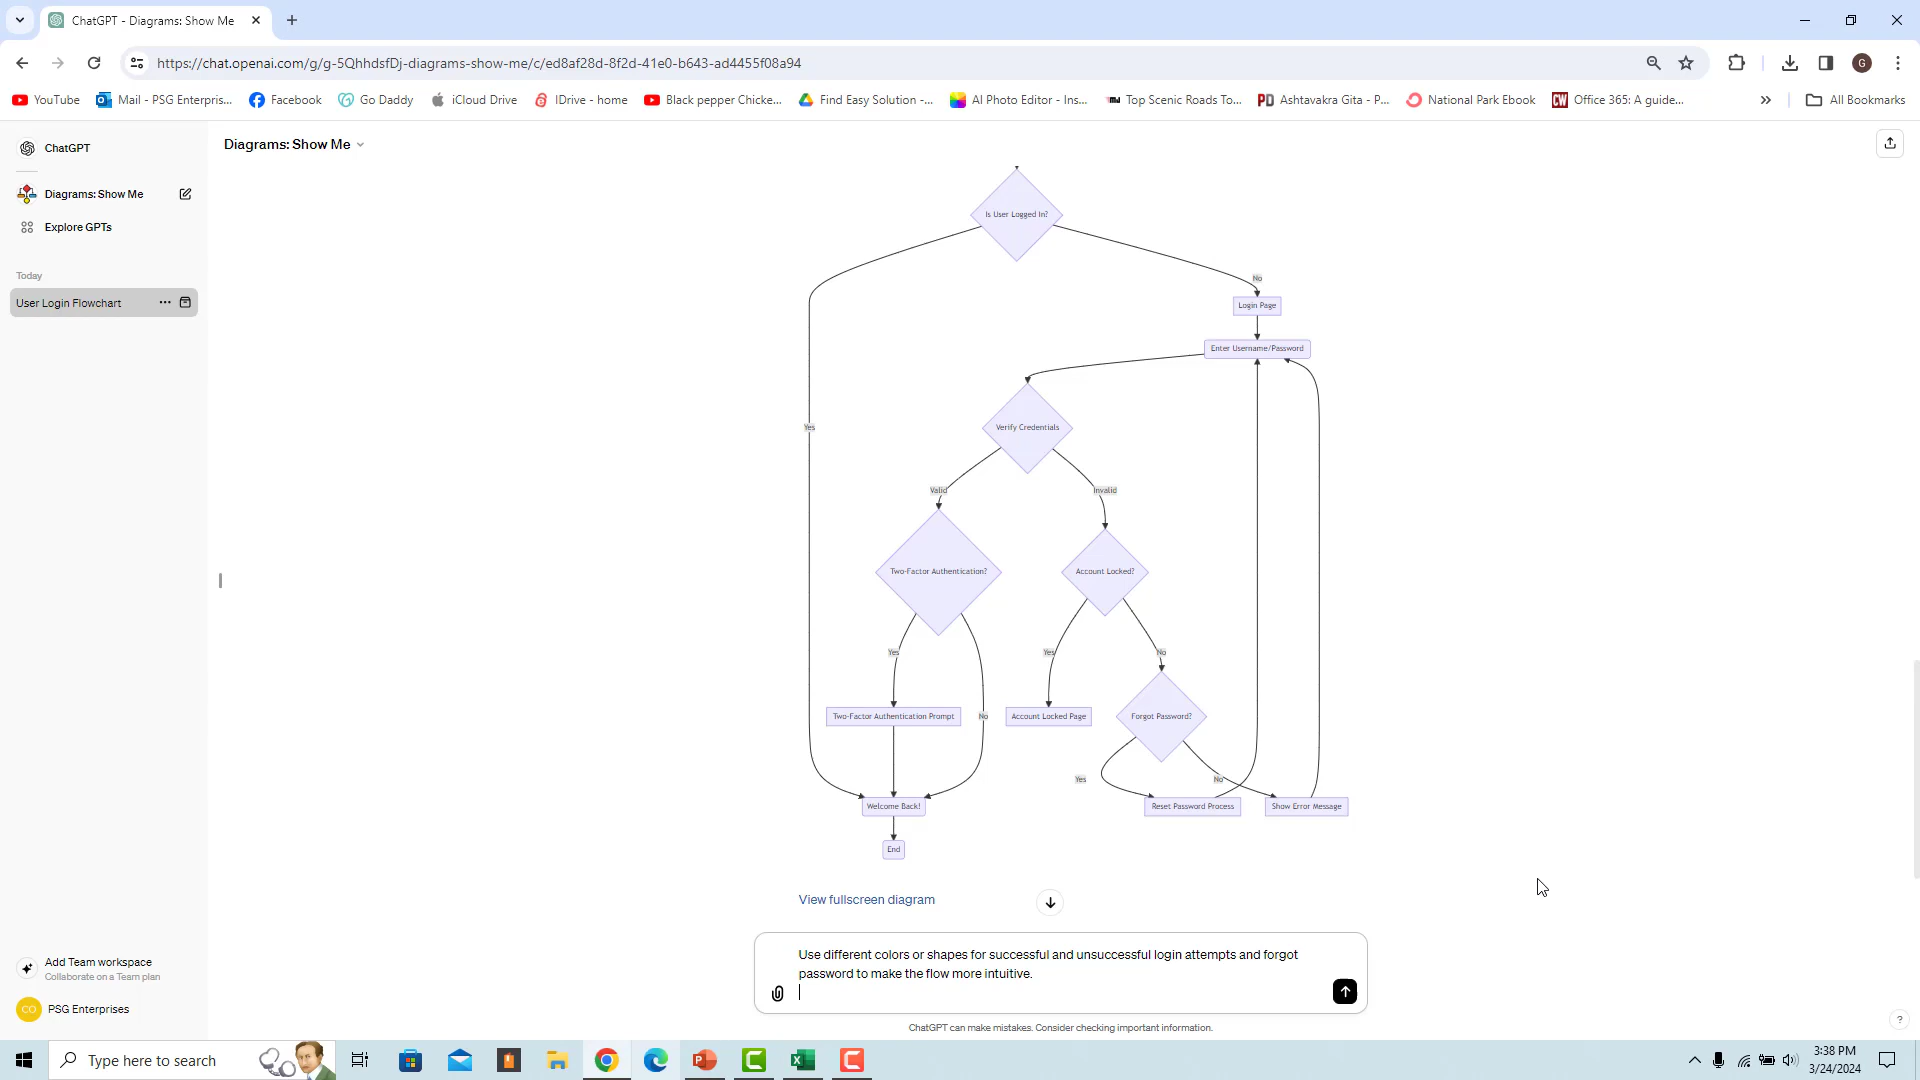 ChatGPT - Diagrams: Show Me
https://chat.openai.com/g/g-5QhhdsfDj-diagrams-show-me/c/ed8af28d-8f2d-41e0-b643-ad4455f08a94
G
YouTube
Mail - PSG Enterpris...
Facebook
Go Daddy
iCloud Drive
IDrive - home
Black pepper Chicke...
Find Easy Solution -...
AI Photo Editor - Ins...
Top Scenic Roads To...
Ashtavakra Gita - P...
National Park Ebook
Office 365: A guide...
All Bookmarks
ChatGPT
Diagrams: Show Me
Explore GPTs
Today
User Login Flowchart
Diagrams: Show Me
Is User Logged In?
No
Login Page
Enter Username/Password
Yes
Verify Credentials
Valid
Invalid
Two-Factor Authentication?
Account Locked?
Yes
Yes
No
Two-Factor Authentication Prompt
No
Account Locked Page
Forgot Password?
Yes
No
Welcome Back!
Reset Password Process
Show Error Message
End
View fullscreen diagram
Use different colors or shapes for successful and unsuccessful login attempts and forgot
password to make the flow more intuitive.
ChatGPT can make mistakes. Consider checking important information.
?
Add Team workspace
Collaborate on a Team plan
CO
PSG Enterprises
Type here to search
3:38 PM
3/24/2024